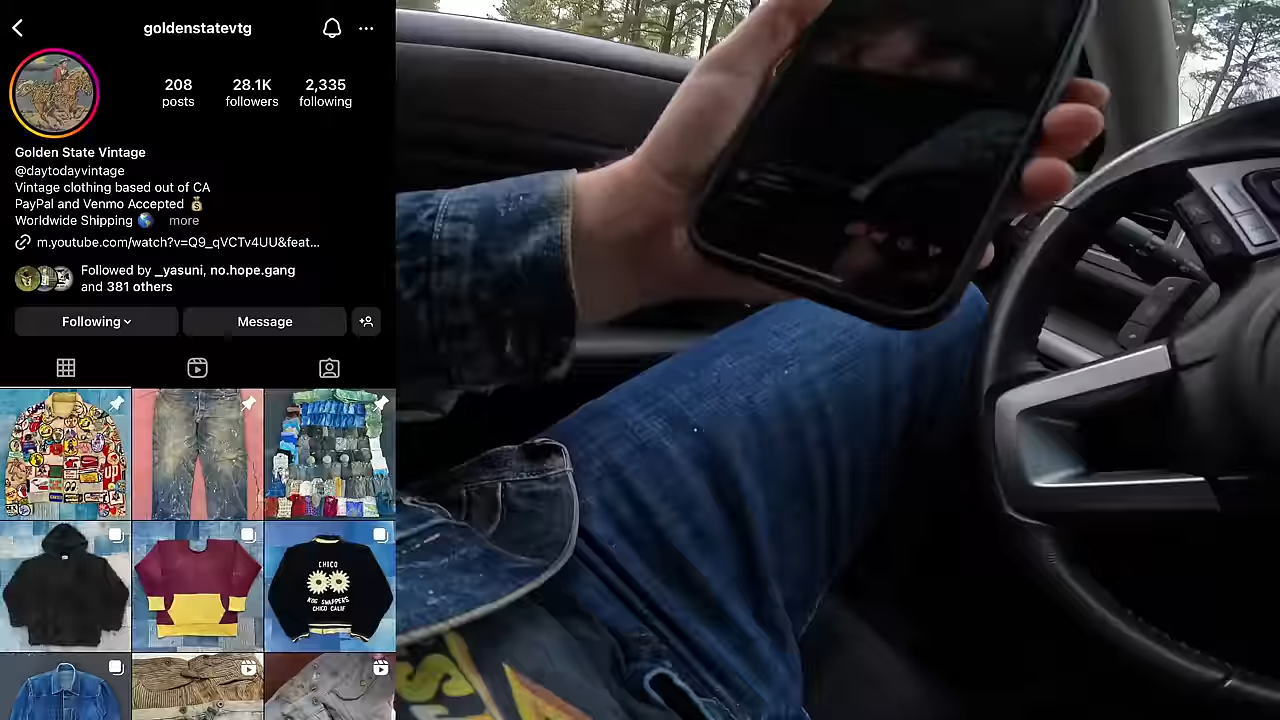 goldenstatevtg
208
posts
28.1K
followers
2,335
following
Golden State Vintage
@daytodayvintage
Vintage clothing based out of CA
PayPal and Venmo Accepted 💰
Worldwide Shipping 🌎 more
m.youtube.com/watch?v=Q9_qVCTv4UU&feat...
Followed by _yasuni, no.hope.gang
and 381 others
Following
Message
CHICO
ROG SWAPPERS
CHICO CALIF